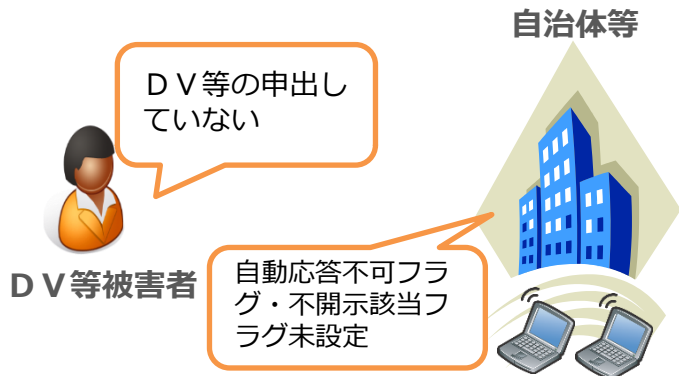 自治体等
ＤＶ等の申出し
ていない
ＤＶ等被害者
自動応答不可フラ
グ・不開示該当フ
ラグ未設定